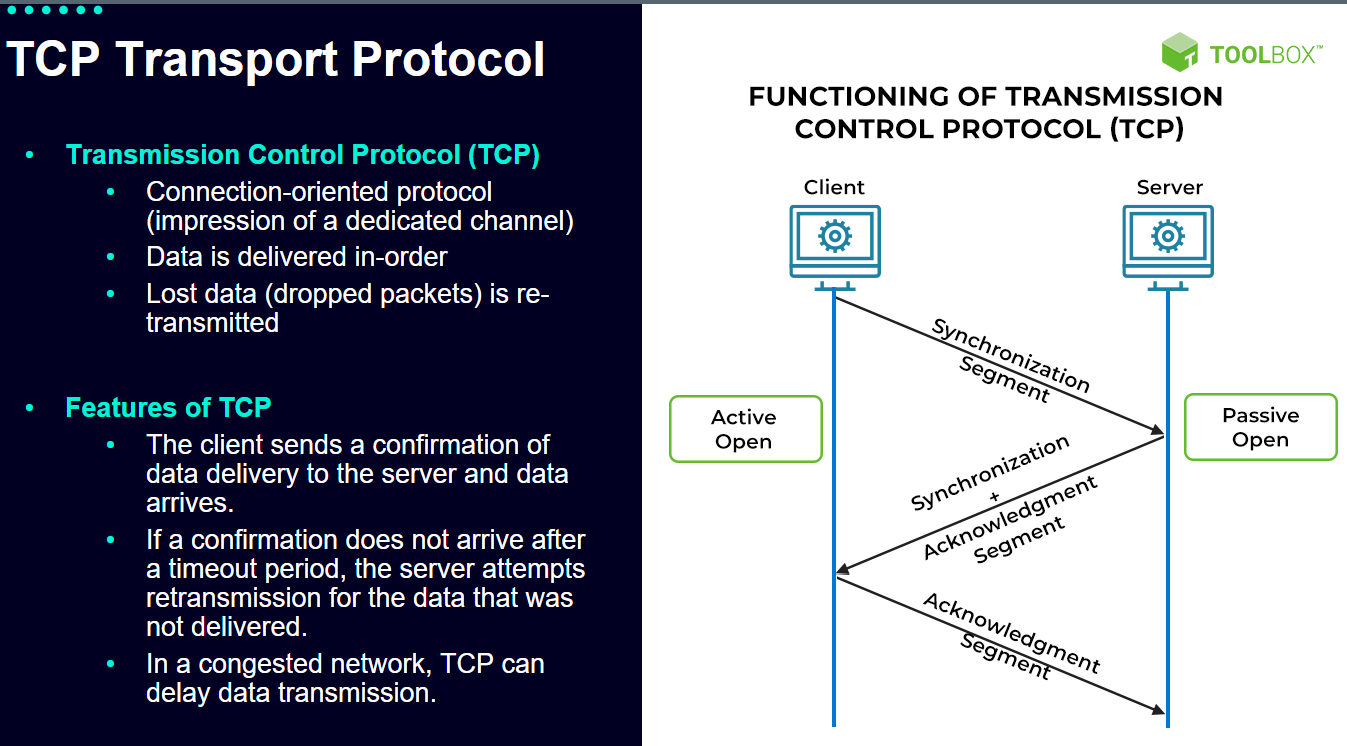 TCP Transport Protocol
• Transmission Control Protocol (TCP)
• Connection-oriented protocol
(impression of a dedicated channel)
• Data is delivered in-order
• Lost data (dropped packets) is re-
transmitted
• Features of TCP
• The client sends a confirmation of
data delivery to the server and data
arrives.
• If a confirmation does not arrive after
a timeout period, the server attempts
retransmission for the data that was
not delivered.
• In a congested network, TCP can
delay data transmission.
T TOOLBOX™
FUNCTIONING OF TRANSMISSION
CONTROL PROTOCOL (TCP)
Client
Server
Synchronization
Segment
Active
Open
Passive
Open
Synchronization
+
Acknowledgment
Segment
Acknowledgment
Segment